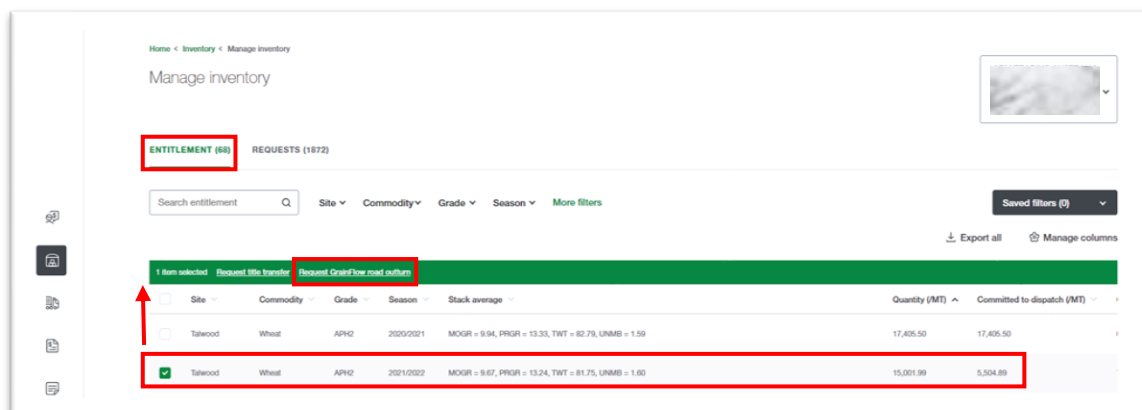 Home < Inventory < Manage inventory
Manage inventory
ENTITLEMENT (68) REQUESTS (1872)
Search entitlement Site Commodity Grade Season More filters Saved filters (0)
Export all Manage columns
1 item selected Request title transfer Request GrainFlow road outturn
Site Commodity Grade Season Stack average Quantity (/MT) Committed to dispatch (/MT)
Talwood Wheat APH2 2020/2021 MOGR = 9.94, PRGR = 13.33, TWT = 82.79, UNMB = 1.59 17,405.50 17,405.50
Talwood Wheat APH2 2021/2022 MOGR = 9.67, PRGR = 13.24, TWT = 81.75, UNMB = 1.60 15,001.99 5,504.89